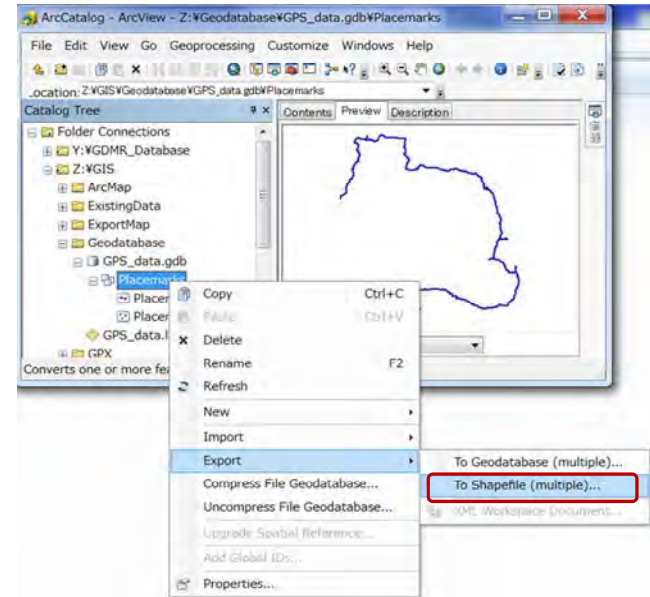 ArcCatalog - ArcView - Z:¥Geodatabase¥GPS_data.gdb¥Placemarks
File Edit View Go Geoprocessing Customize Windows Help
_ocation: Z:¥GIS¥Geodatabase¥GPS_data.gdb¥Placemarks
Catalog Tree
Contents Preview Description
Folder Connections
Y:¥GDMR_Database
Z:¥GIS
ArcMap
ExistingData
ExportMap
Geodatabase
GPS_data.gdb
Placemarks
Placer
Placer
GPS_data.l
GPX
Converts one or more fea
Copy Ctrl+C
Paste Ctrl+V
Delete
Rename F2
Refresh
New
Import
Export
Compress File Geodatabase...
Uncompress File Geodatabase...
Upgrade Spatial Reference...
Add Global IDs...
Properties...
To Geodatabase (multiple)...
To Shapefile (multiple)...
XML Workspace Document...